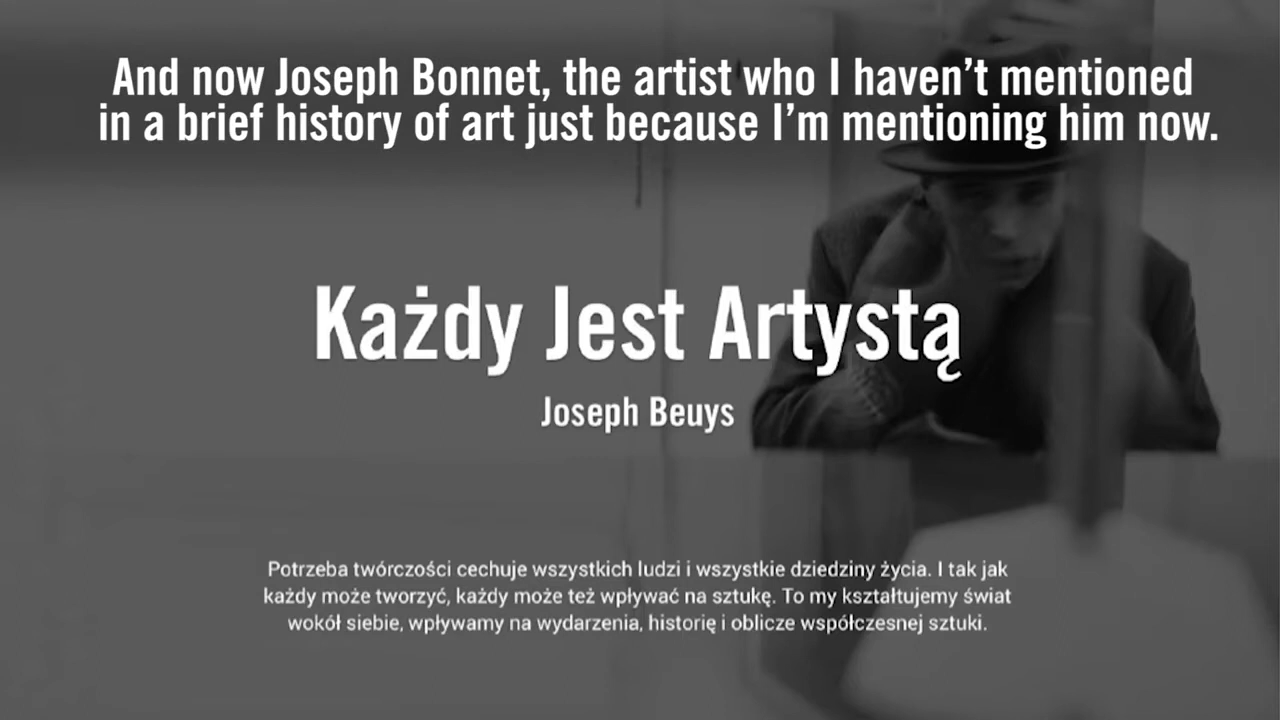 And now Joseph Bonnet, the artist who I haven’t mentioned
in a brief history of art just because I’m mentioning him now.
Każdy Jest Artystą
Joseph Beuys
Potrzeba twórczości cechuje wszystkich ludzi i wszystkie dziedziny życia. I tak jak
każdy może tworzyć, każdy może też wpływać na sztukę. To my kształtujemy świat
wokół siebie, wpływamy na wydarzenia, historię i oblicze współczesnej sztuki.